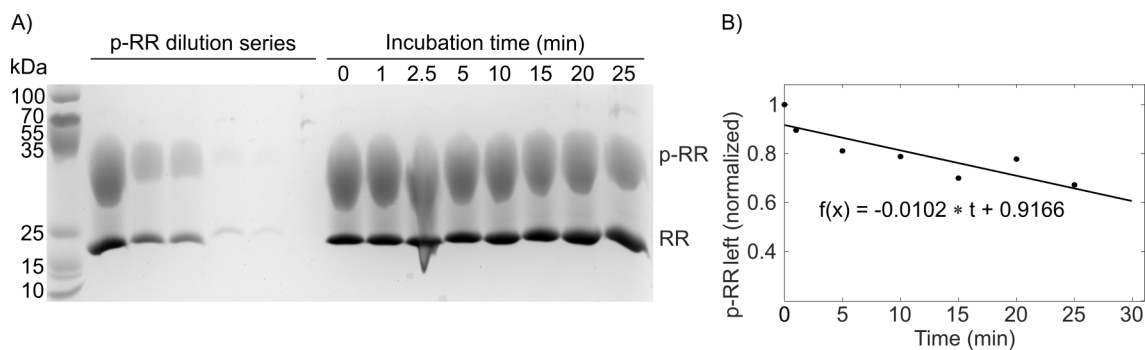 A)
p-RR dilution series
Incubation time (min)
kDa
0 1 2.5 5 10 15 20 25
100
70
55
35
25
15
10
p-RR
RR
B)
p-RR left (normalized)
1
0.8
0.6
0.4
f(x) = -0.0102 * t + 0.9166
0 5 10 15 20 25 30
Time (min)